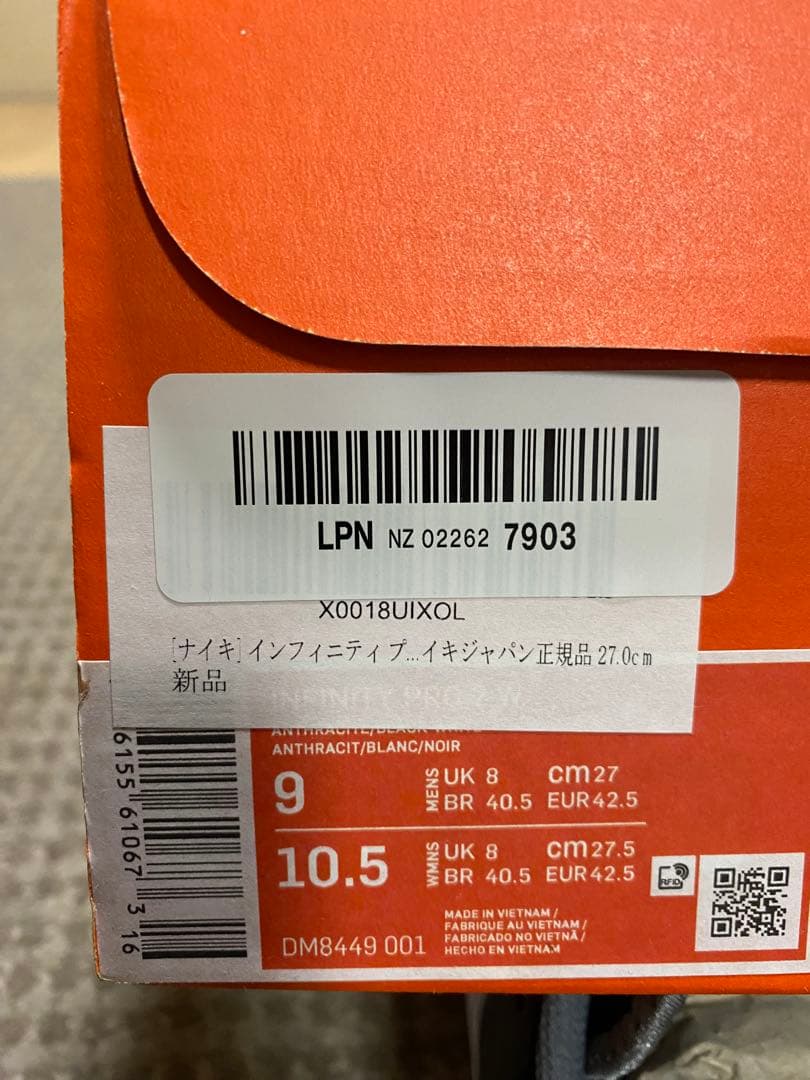 LPN NZ 02262 7903
X0018UIXOL
[ナイキ] インフィニティ プ...イキジャパン正規品 27.0cm
新品
INFINITY PRO
ANTHRACITE/BLACK-WHITE
ANTHRACIT/BLANC/NOIR
9 MENS UK 8 cm 27
BR 40.5 EUR 42.5
10.5 WMNS UK 8 cm 27.5
BR 40.5 EUR 42.5
RFID
MADE IN VIETNAM /
FABRIQUE AU VIETNAM /
FABRICADO NO VIETNÃ /
HECHO EN VIETNAM
DM8449 001
6155 61067 3 16